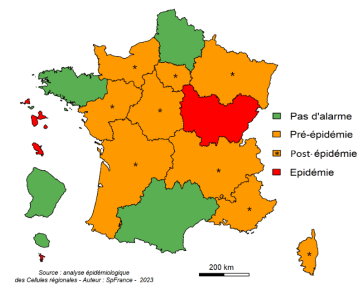 Pas d'alarme
Pré-épidémie
Post-épidémie
Epidémie
200 km
Source : analyse épidémiologique
des Cellules régionales - Auteur : SpFrance - 2023